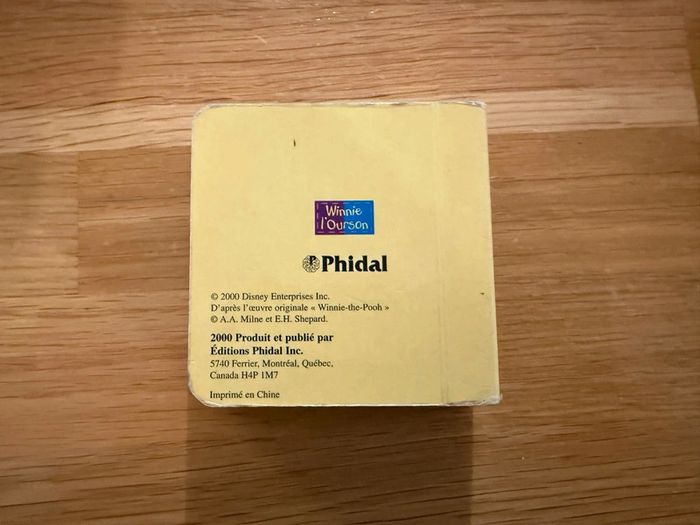 Winnie
l'Ourson
Phidal
© 2000 Disney Enterprises Inc.
D'après l'œuvre originale « Winnie-the-Pooh »
© A.A. Milne et E.H. Shepard.
2000 Produit et publié par
Éditions Phidal Inc.
5740 Ferrier, Montréal, Québec,
Canada H4P 1M7
Imprimé en Chine